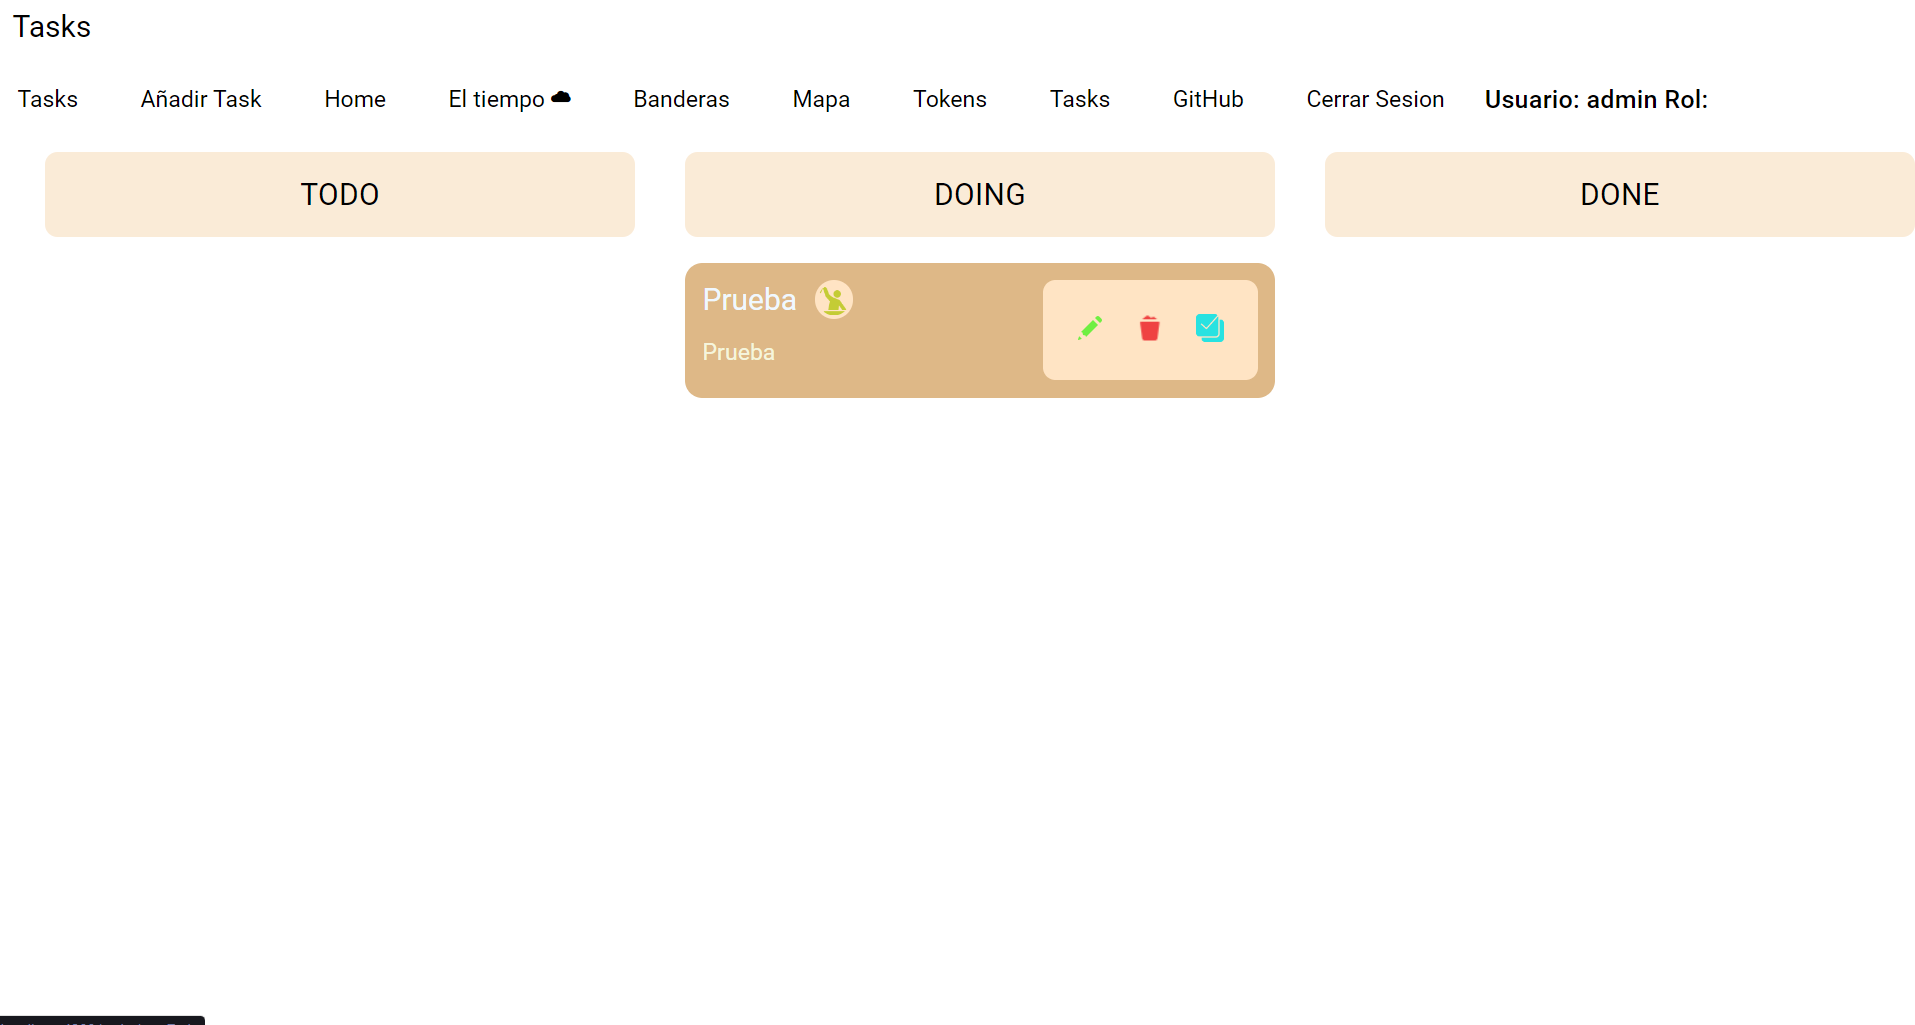 Tasks
Tasks Añadir Task Home El tiempo Banderas Mapa Tokens Tasks GitHub Cerrar Sesion Usuario: admin Rol:
TODO DOING DONE
Prueba
Prueba